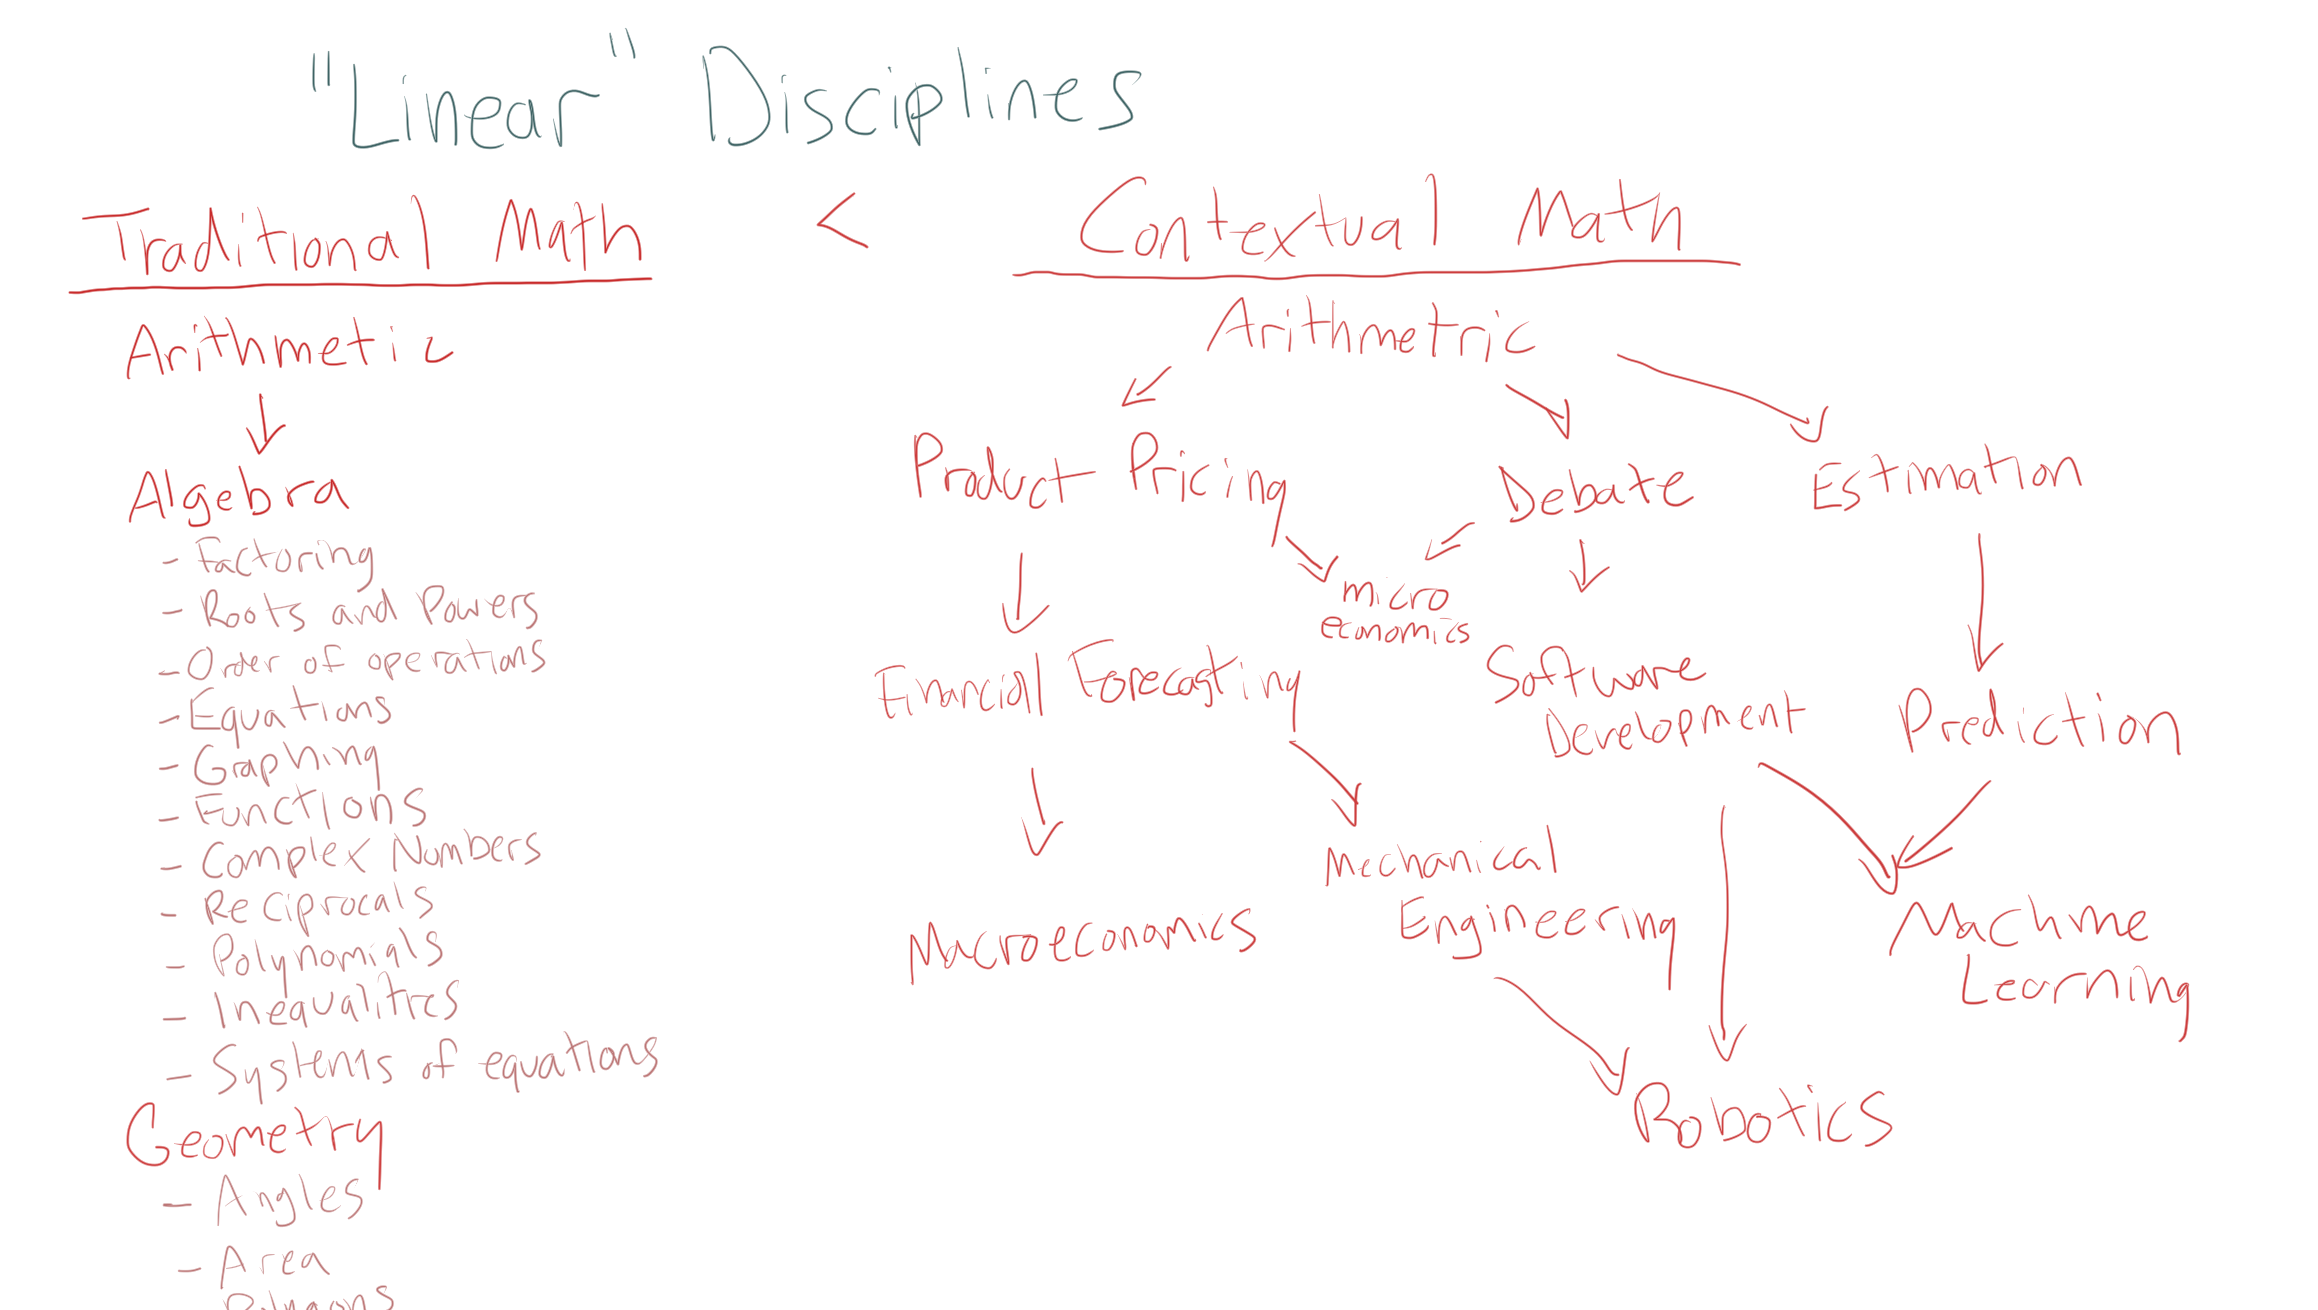 "Linear" Disciplines
Traditional Math < Contextual Math
Arithmetic
Algebra
- Factoring
- Roots and Powers
- Order of operations
- Equations
- Graphing
- Functions
- Complex Numbers
- Reciprocals
- Polynomials
- Inequalities
- Systems of equations
Geometry
- Angles
- Area
Polygons
Arithmetric
Product Pricing
Debate
Estimation
micro
economics
Financial Forecasting
Software
Development
Prediction
Macroeconomics
Mechanical
Engineering
Machine
Learning
Robotics